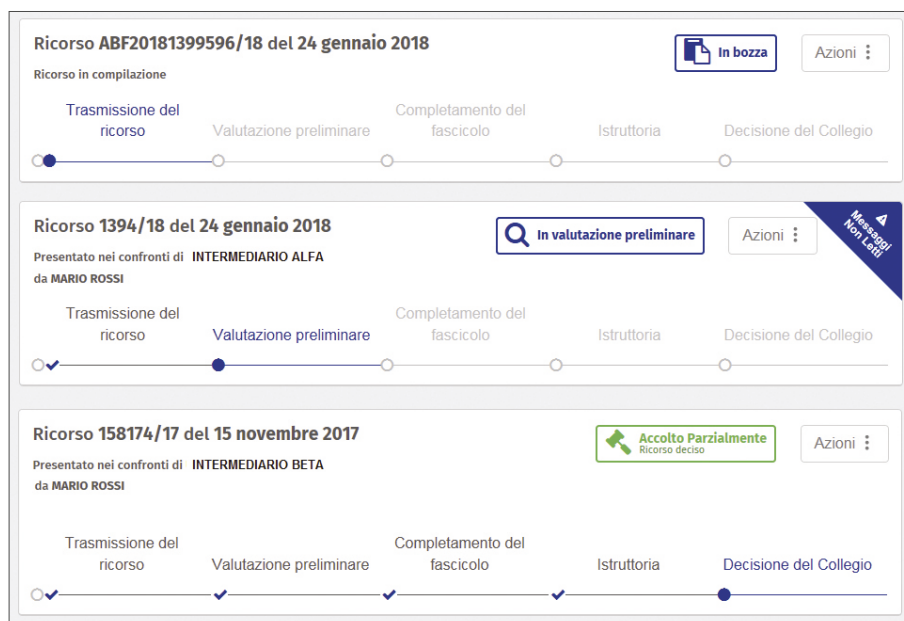 Ricorso ABF20181399596/18 del 24 gennaio 2018
In bozza
Azioni
Ricorso in compilazione
Trasmissione del ricorso
Valutazione preliminare
Completamento del fascicolo
Istruttoria
Decisione del Collegio
Ricorso 1394/18 del 24 gennaio 2018
In valutazione preliminare
Azioni
Messaggi
Non Letti
Presentato nei confronti di INTERMEDIARIO ALFA
da MARIO ROSSI
Trasmissione del ricorso
Valutazione preliminare
Completamento del fascicolo
Istruttoria
Decisione del Collegio
Ricorso 158174/17 del 15 novembre 2017
Accolto Parzialmente
Ricorso deciso
Azioni
Presentato nei confronti di INTERMEDIARIO BETA
da MARIO ROSSI
Trasmissione del ricorso
Valutazione preliminare
Completamento del fascicolo
Istruttoria
Decisione del Collegio